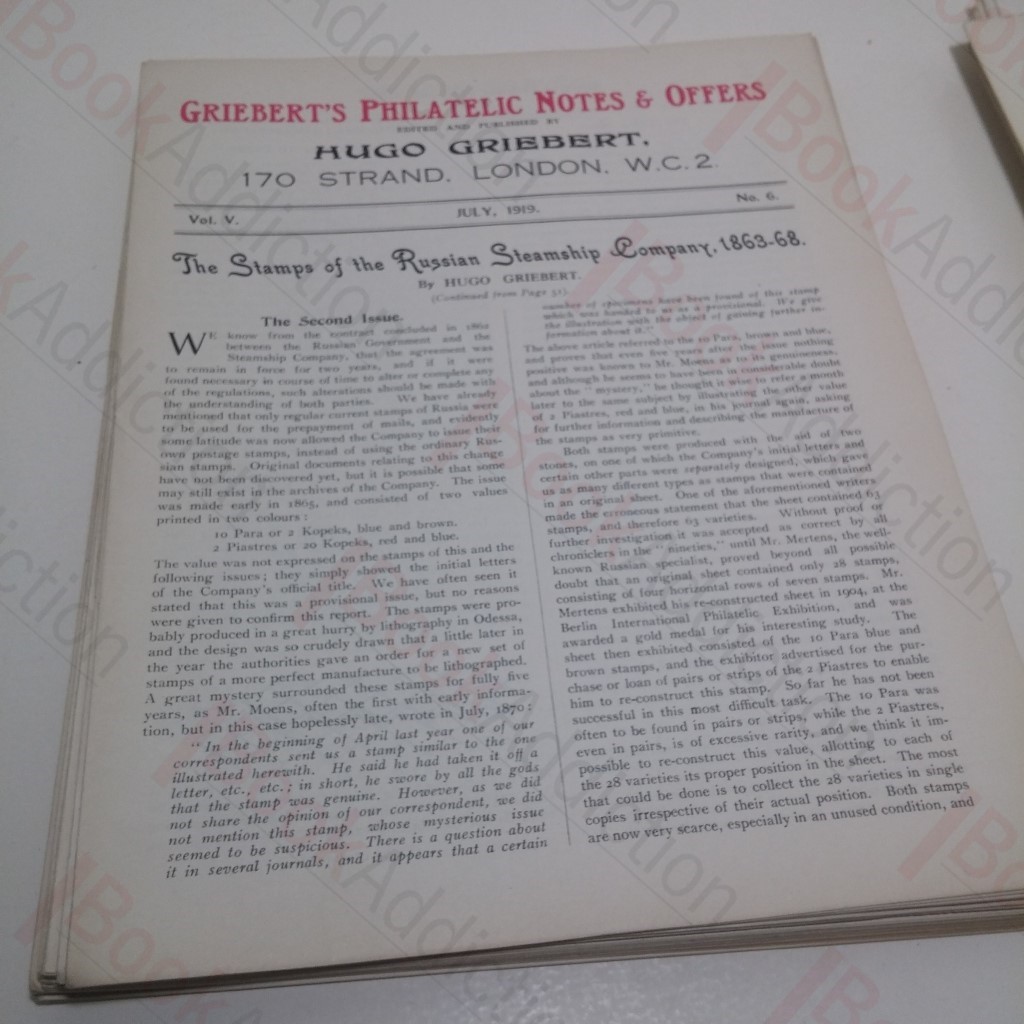 GRIEBERT'S PHILATELIC NOTES & OFFERS
EDITED AND PUBLISHED BY
HUGO GRIEBERT,
170 STRAND, LONDON, W.C.2.
Vol. V.
JULY, 1919.
No. 6.
The Stamps of the Russian Steamship Company, 1863-68.
By HUGO GRIEBERT.
(Continued from Page 51).
The Second Issue.
WE know from the contract concluded in
between the Russian Government and the
Steamship Company, that the agreement was
to remain in force for two years, and if it were
found necessary in course of time to alter or complete any
of the regulations, such alterations should be made with
the understanding of both parties. We have already
mentioned that only regular current stamps of Russia were
to be used for the prepayment of mails, and evidently
some latitude was now allowed the Company to issue their
own postage stamps, instead of using the ordinary Rus-
sian stamps. Original documents relating to this change
have not been discovered yet, but it is possible that some
may still exist in the archives of the Company. The issue
was made early in 1865, and consisted of two values
printed in two colours:
10 Para or 2 Kopeks, blue and brown.
2 Piastres or 20 Kopeks, red and blue.
The value was not expressed on the stamps of this and the
following issues; they simply showed the initial letters
of the Company's official title. We have often seen it
stated that this was a provisional issue, but no reasons
were given to confirm this report. The stamps were pro-
bably produced in a great hurry by lithography in Odessa,
and the design was so crudely drawn that a little later in
the year the authorities gave an order for a new set of
stamps of a more perfect manufacture to be lithographed.
A great mystery surrounded these stamps for fully five
years, as Mr. Moens, often the first with early informa-
tion, but in this case hopelessly late, wrote in July, 1870:
"In the beginning of April last year one of our
correspondents sent us a stamp similar to the one
illustrated herewith. He said he had taken it off a
letter, etc., etc.; in short, he swore by all the gods
that the stamp was genuine. However, as we did
not share the opinion of our correspondent, we did
not mention this stamp, whose mysterious issue
seemed to be suspicious. There is a question about
it in several journals, and it appears that a certain
number of specimens have been found of this stamp
which was handed to us as a provisional. We give
the illustration with the object of gaining further in-
formation about it."
The above article referred to the 10 Para, brown and blue,
and proves that even five years after the issue nothing
positive was known to Mr. Moens as to its genuineness,
and although he seems to have been in considerable doubt
about the "mystery," he thought it wise to refer a month
later to the same subject by illustrating the other value
of 2 Piastres, red and blue, in his journal again, asking
for further information and describing the manufacture of
the stamps as very primitive.
Both stamps were produced with the aid of two
stones, on one of which the Company's initial letters and
certain other parts were separately designed, which gave
us as many different types as stamps that were contained
in an original sheet. One of the aforementioned writers
made the erroneous statement that the sheet contained 63
stamps, and therefore 63 varieties. Without proof or
further investigation it was accepted as correct by all
chroniclers in the "nineties," until Mr. Mertens, the well-
known Russian specialist, proved beyond all possible
doubt that an original sheet contained only 28 stamps,
consisting of four horizontal rows of seven stamps. Mr.
Mertens exhibited his re-constructed sheet in 1904, at the
Berlin International Philatelic Exhibition, and was
awarded a gold medal for his interesting study. The
sheet then exhibited consisted of the 10 Para blue and
brown stamps, and the exhibitor advertised for the pur-
chase or loan of pairs or strips of the 2 Piastres to enable
him to re-construct this stamp. So far he has not been
successful in this most difficult task. The 10 Para was
often to be found in pairs or strips, while the 2 Piastres,
even in pairs, is of excessive rarity, and we think it im-
possible to re-construct this value, allotting to each of
the 28 varieties its proper position in the sheet. The most
that could be done is to collect the 28 varieties in single
copies irrespective of their actual position. Both stamps
are now very scarce, especially in an unused condition, and
BookAddiction